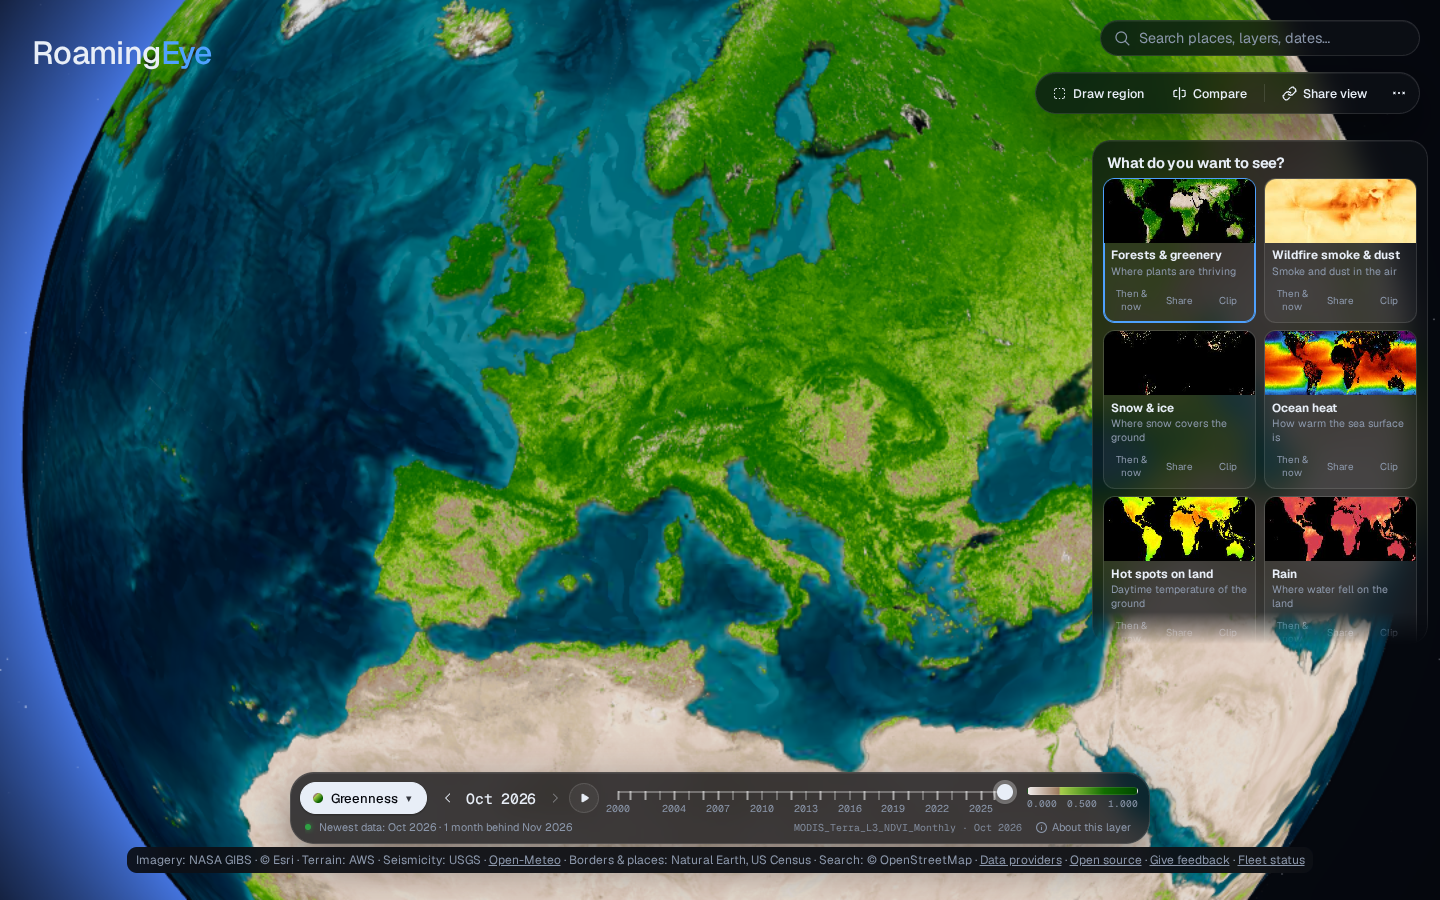 RoamingEye
Search places, layers, dates...
Draw region
Compare
Share view
What do you want to see?
Forests & greenery
Where plants are thriving
Then & now
Share
Clip
Wildfire smoke & dust
Smoke and dust in the air
Then & now
Share
Clip
Snow & ice
Where snow covers the
ground
Then & now
Share
Clip
Ocean heat
How warm the sea surface
is
Then & now
Share
Clip
Hot spots on land
Daytime temperature of the
ground
Then &
Share
Clip
Rain
Where water fell on the
land
Then &
Share
Clip
Greenness
Oct 2026
2000 2004 2007 2010 2013 2016 2019 2022 2025
0.000 0.500 1.000
Newest data: Oct 2026 · 1 month behind Nov 2026
MODIS_Terra_L3_NDVI_Monthly · Oct 2026
About this layer
Imagery: NASA GIBS · © Esri · Terrain: AWS · Seismicity: USGS · Open-Meteo · Borders & places: Natural Earth, US Census · Search: © OpenStreetMap · Data providers · Open source · Give feedback · Fleet status